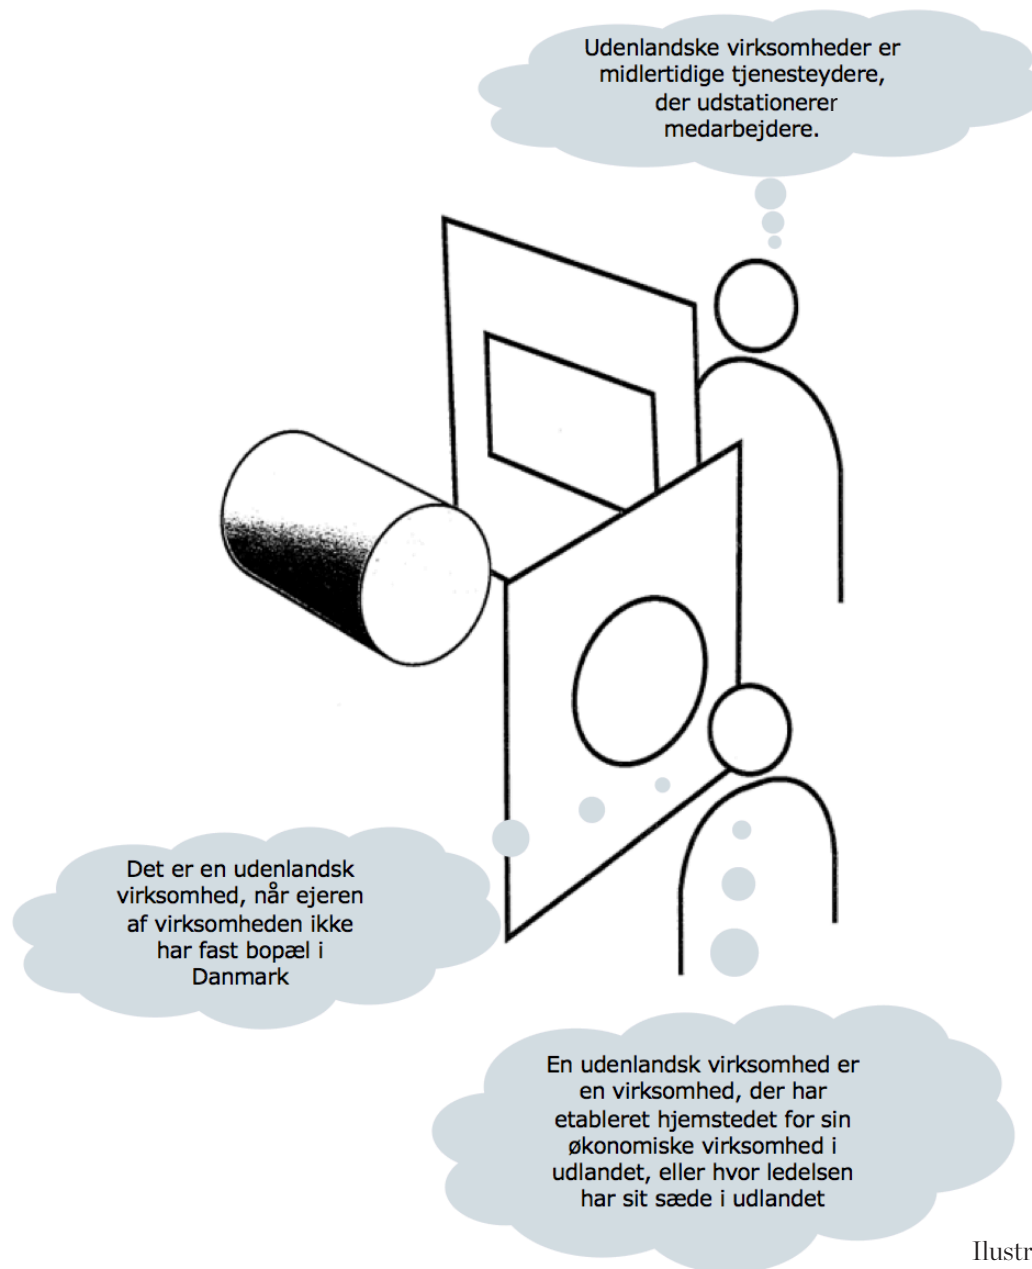 Udenlandske virksomheder er
midlertidige tjenesteydere,
der udstationerer
medarbejdere.
Det er en udenlandsk
virksomhed, når ejeren
af virksomheden ikke
har fast bopæl i
Danmark
En udenlandsk virksomhed er
en virksomhed, der har
etableret hjemstedet for sin
økonomiske virksomhed i
udlandet, eller hvor ledelsen
har sit sæde i udlandet
Ilustr